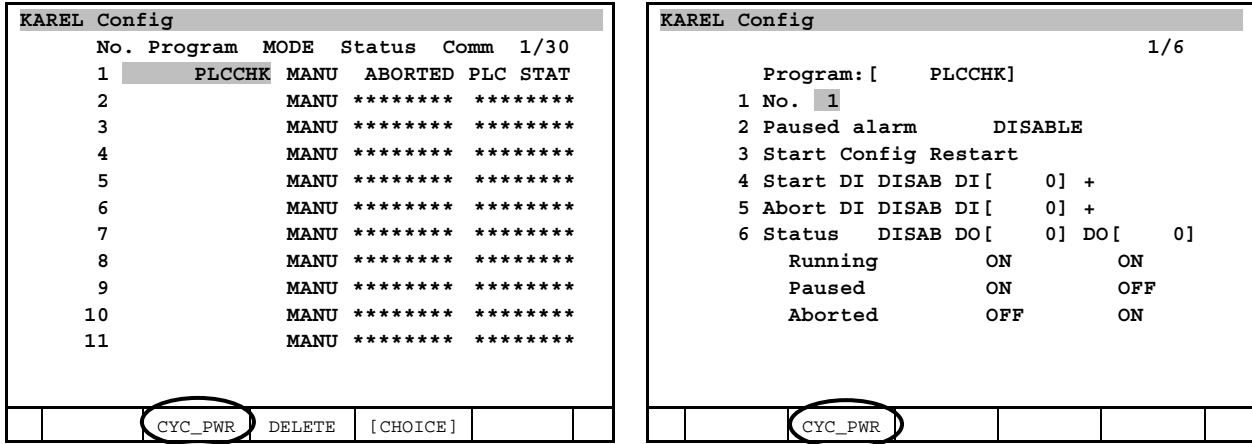 KAREL Config
No. Program MODE Status Comm 1/30
1 PLCCHK MANU ABORTED PLC STAT
2 MANU ******** ********
3 MANU ******** ********
4 MANU ******** ********
5 MANU ******** ********
6 MANU ******** ********
7 MANU ******** ********
8 MANU ******** ********
9 MANU ******** ********
10 MANU ******** ********
11 MANU ******** ********
CYC_PWR DELETE [CHOICE]
KAREL Config
1/6
Program:[ PLCCHK]
1 No. 1
2 Paused alarm DISABLE
3 Start Config Restart
4 Start DI DISAB DI[ 0] +
5 Abort DI DISAB DI[ 0] +
6 Status DISAB DO[ 0] DO[ 0]
Running ON ON
Paused ON OFF
Aborted OFF ON
CYC_PWR